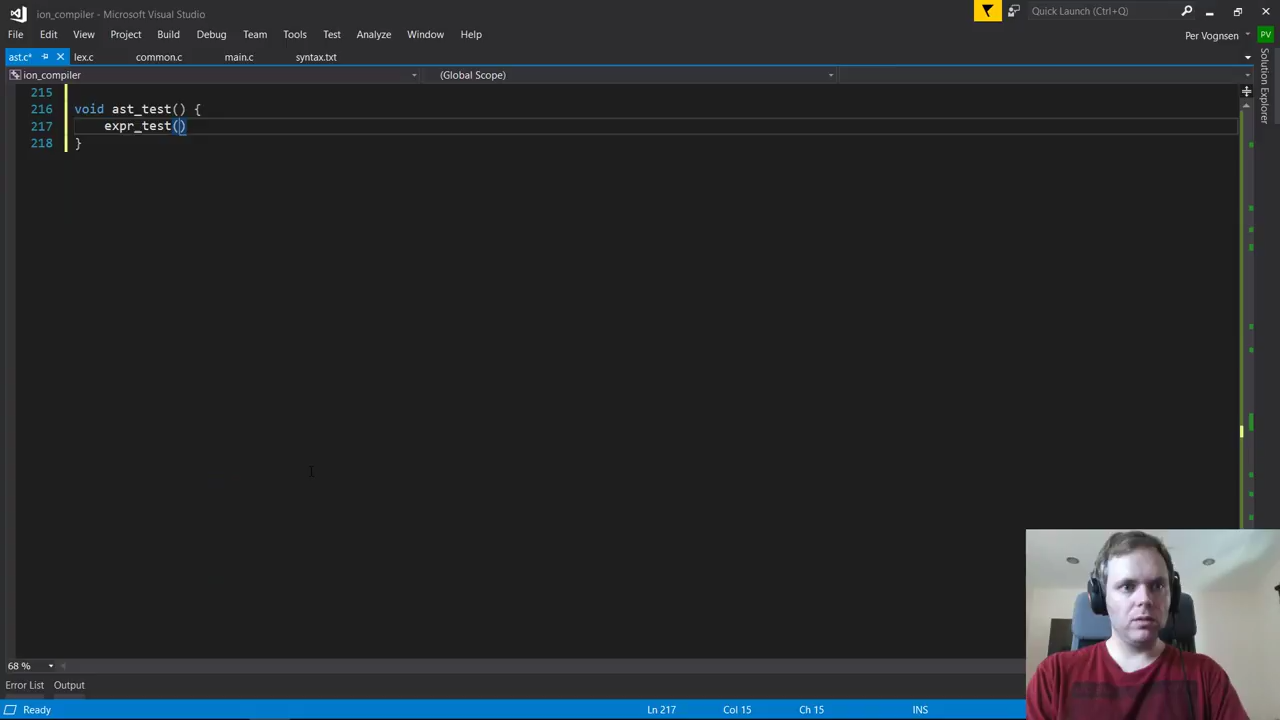 ion_compiler - Microsoft Visual Studio
Quick Launch (Ctrl+Q)
File Edit View Project Build Debug Team Tools Test Analyze Window Help
Per Vognsen PV
ast.c* lex.c common.c main.c syntax.txt
ion_compiler (Global Scope)
Solution Explorer
215
216 void ast_test() {
217 expr_test()
218 }
68 %
Error List Output
Ready Ln 217 Col 15 Ch 15 INS